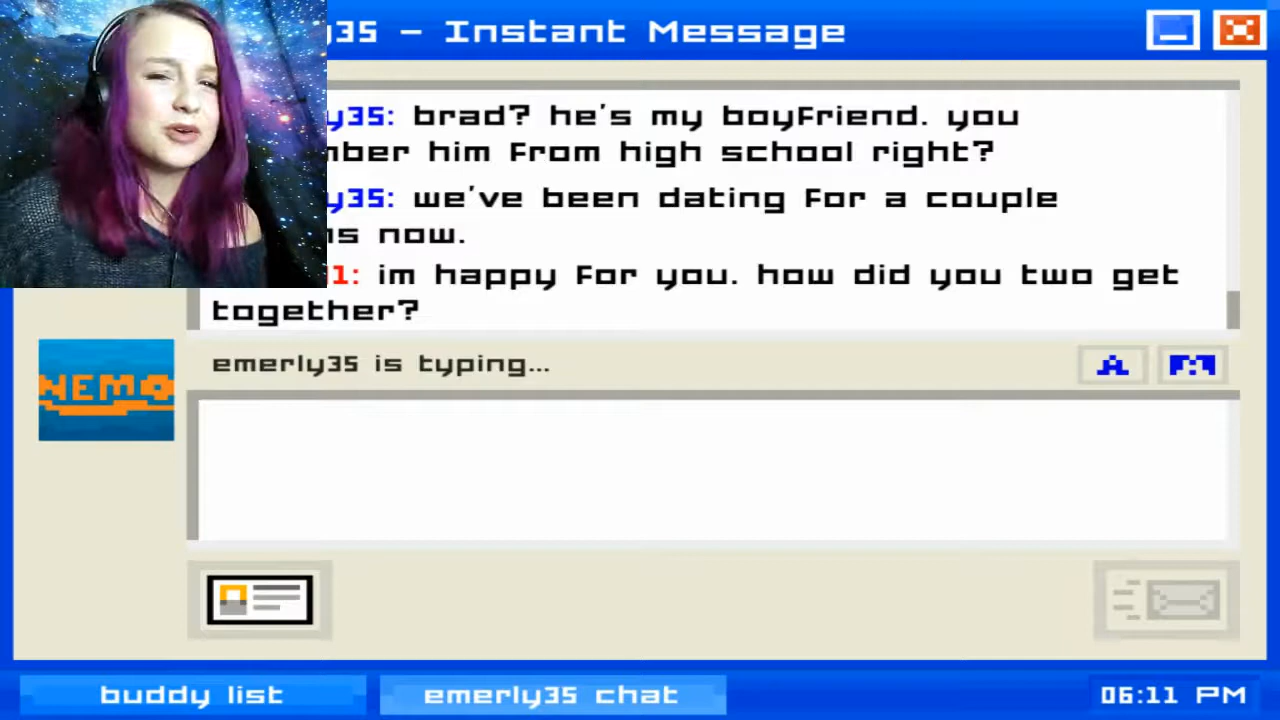 y35 - Instant Message
y35: brad? he's my boyfriend. you
mber him from high school right?
y35: we've been dating for a couple
s now.
1: im happy for you. how did you two get
together?
emerly35 is typing...
A
NEMO
buddy list
emerly35 chat
06:11 PM